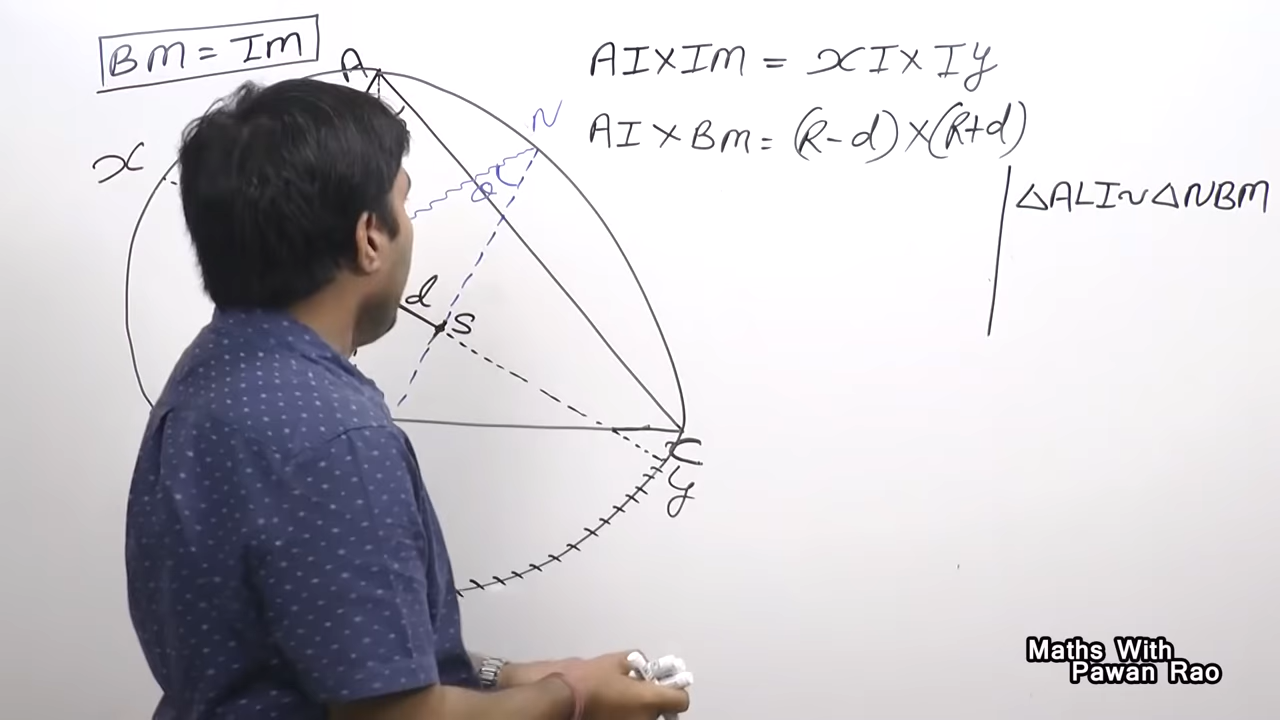 BM = IM
A
AI × IM = xI × Iy
N
AI × BM = (R-d) × (R+d)
x
△ALI ~ △NBM
d
S
C
y
Maths With
Pawan Rao